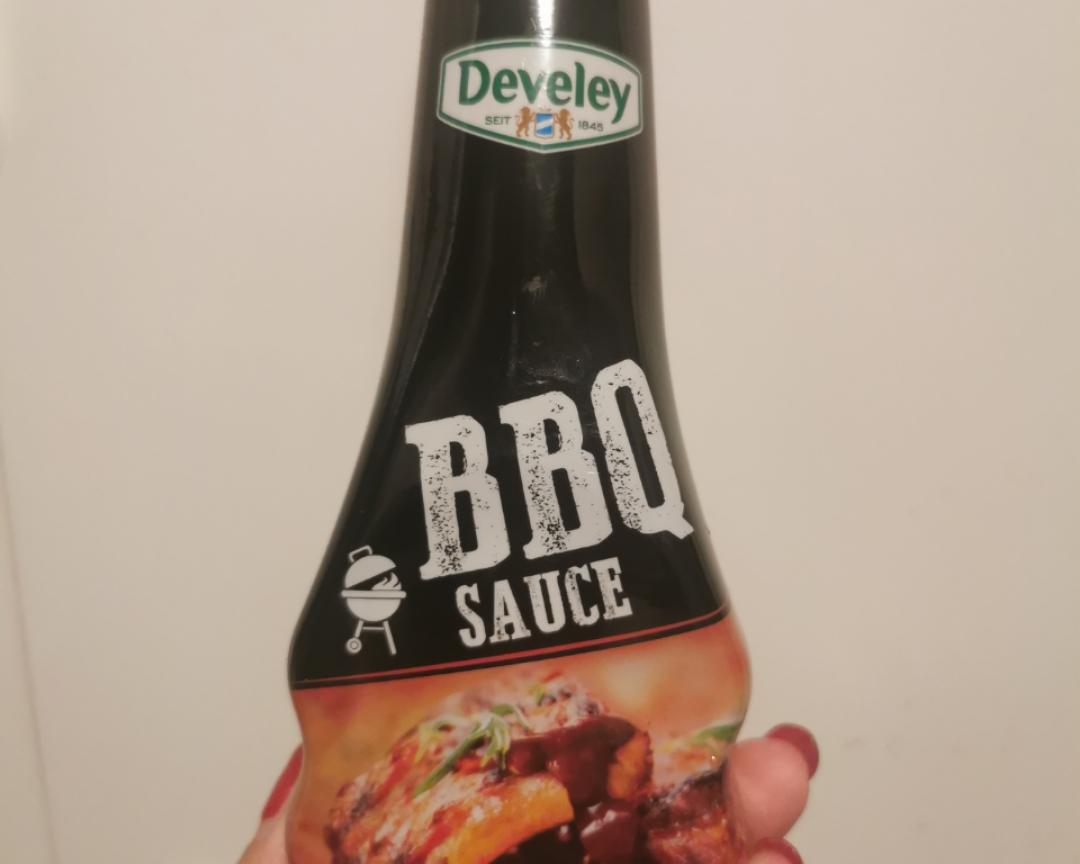 Develey
SEIT 1845
BBQ
SAUCE